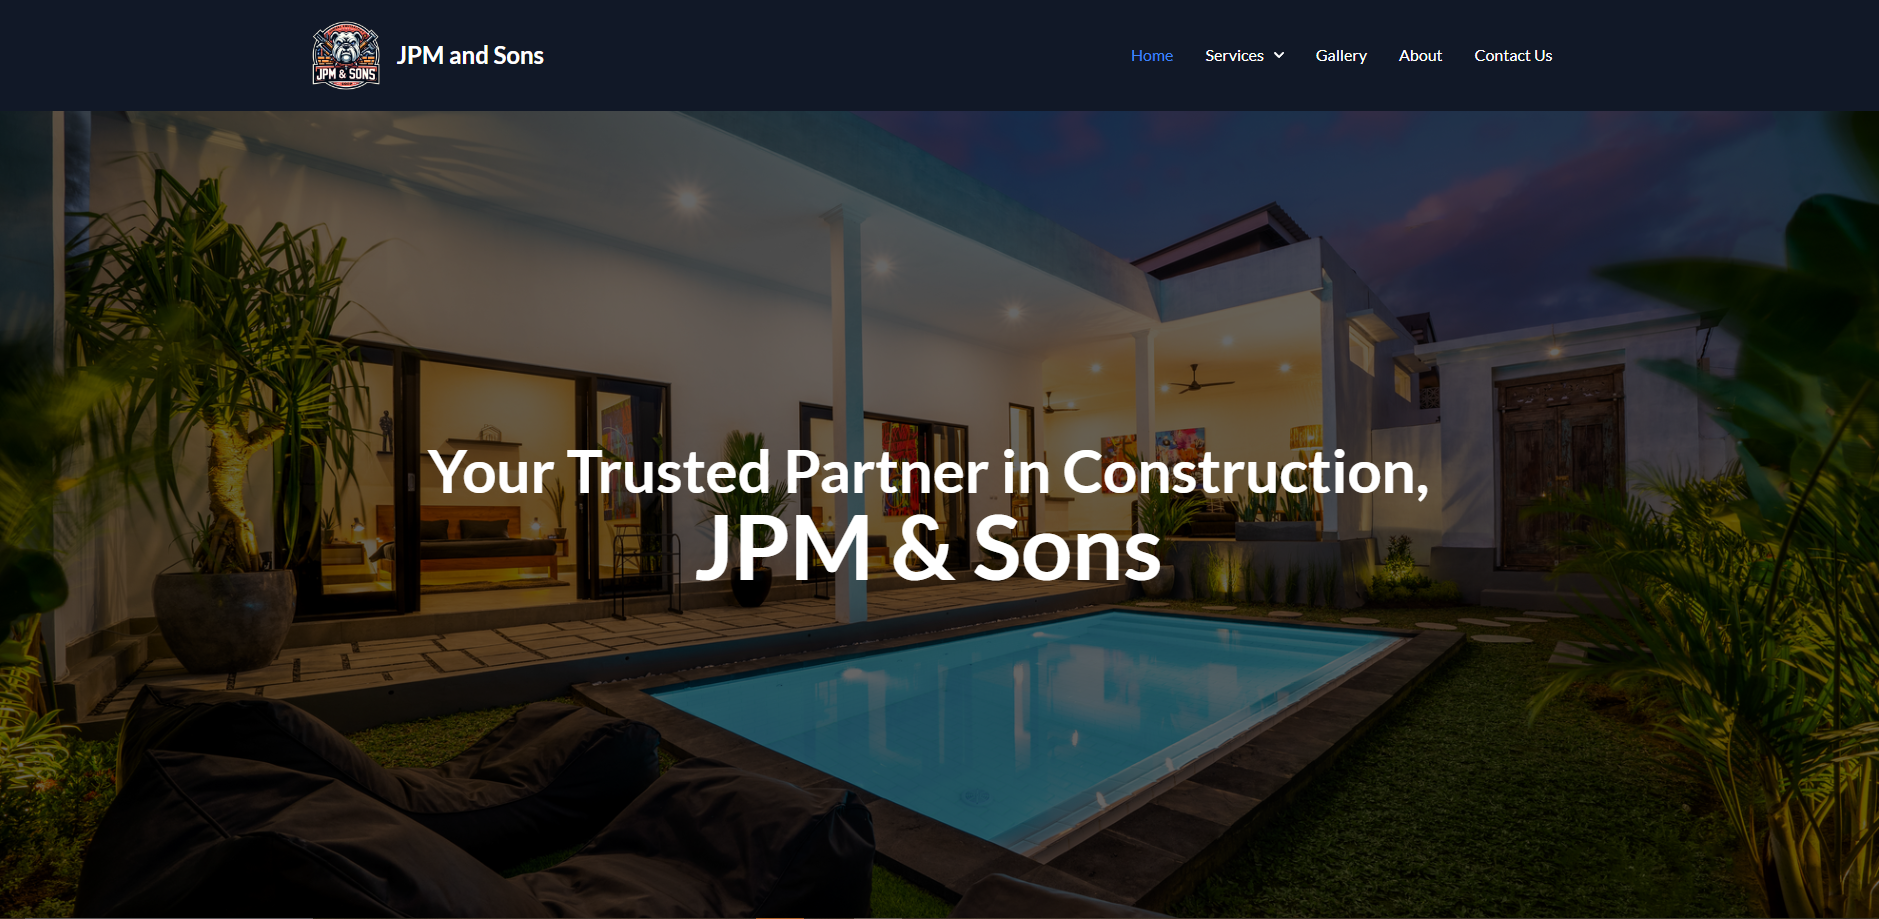 JPM & SONS
JPM and Sons
Home
Services
Gallery
About
Contact Us
Your Trusted Partner in Construction,
JPM & Sons